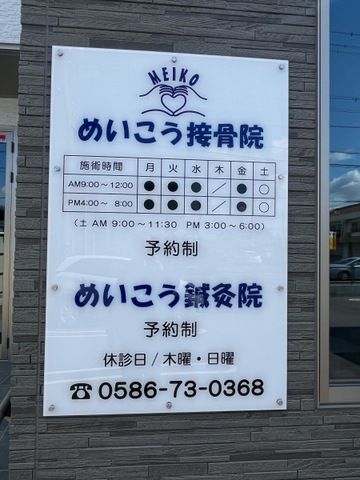 MEIKO
めいこう接骨院
施術時間 月 火 水 木 金 土
AM9:00～12:00 ● ● ● ／ ● ○
PM4:00～ 8:00 ● ● ● ／ ● ○
(土 AM 9:00～11:30 PM 3:00～6:00)
予約制
めいこう鍼灸院
予約制
休診日/木曜・日曜
☎0586-73-0368